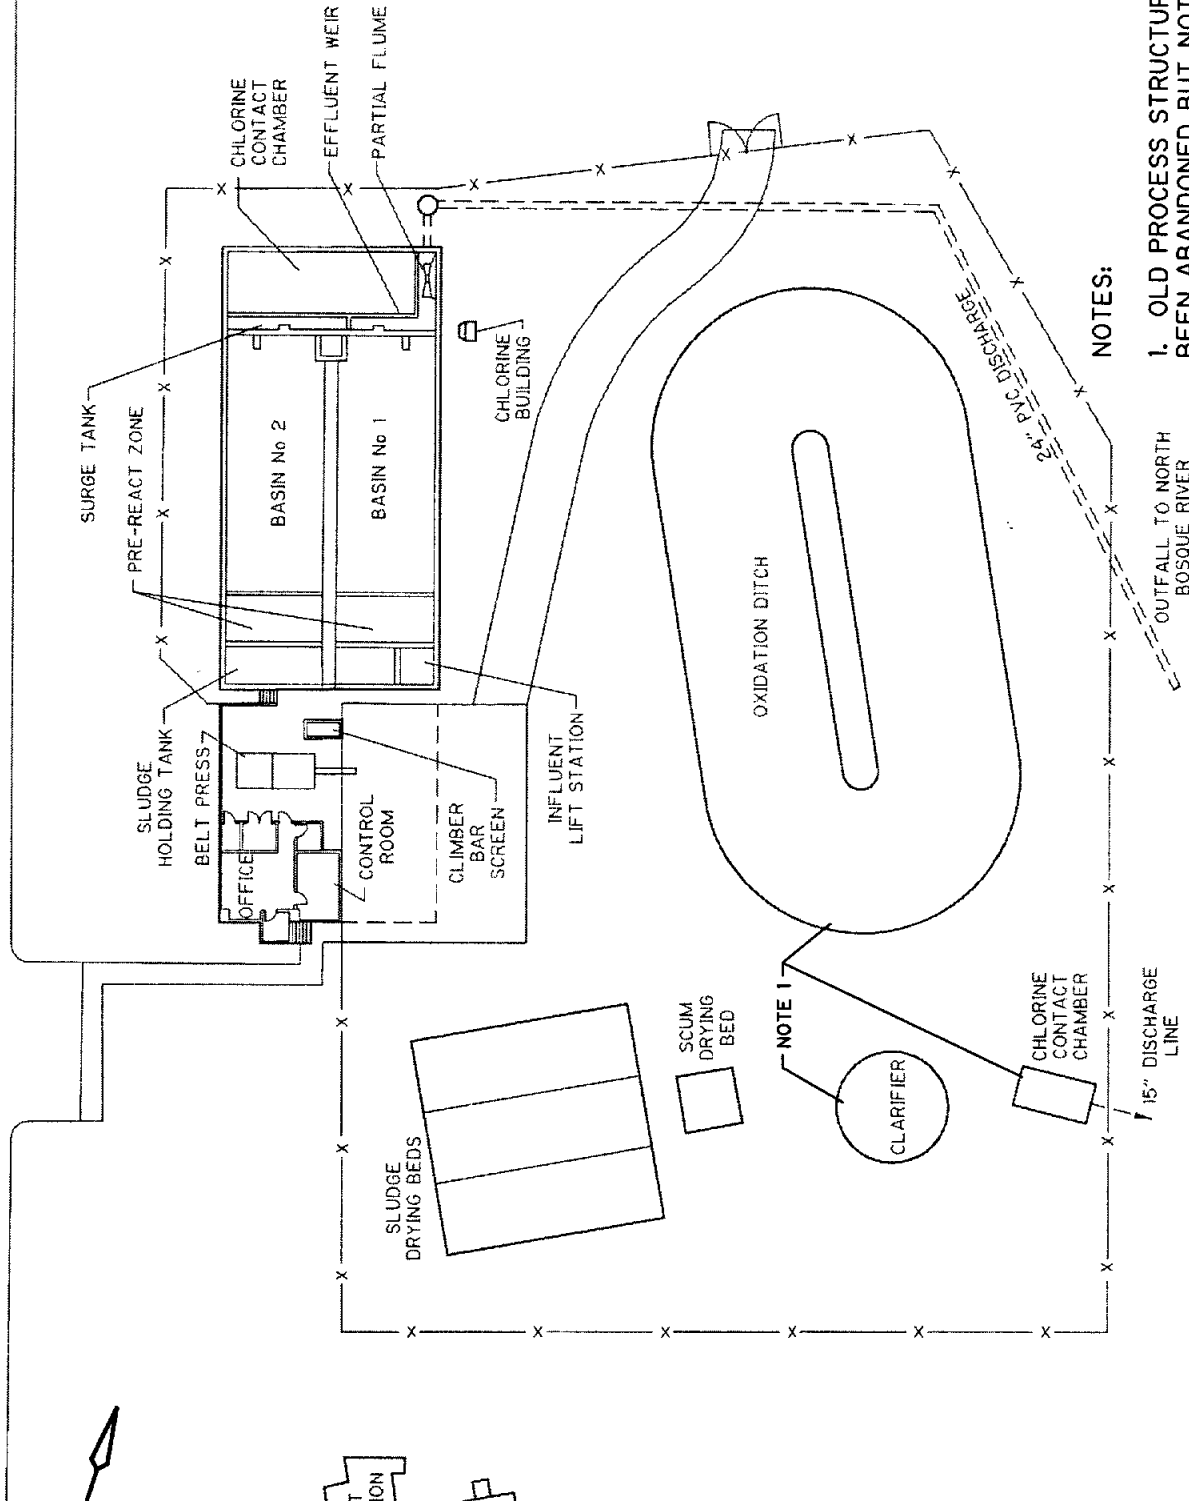 SURGE TANK
PRE-REACT ZONE
SLUDGE
HOLDING TANK
BELT PRESS
OFFICE
CONTROL
ROOM
CLIMBER
BAR
SCREEN
INFLUENT
LIFT STATION
BASIN No 2
BASIN No 1
CHLORINE
CONTACT
CHAMBER
EFFLUENT WEIR
PARTIAL FLUME
CHLORINE
BUILDING
OXIDATION DITCH
24" PVC DISCHARGE
OUTFALL TO NORTH
BOSQUE RIVER
SLUDGE
DRYING BEDS
SCUM
DRYING
BED
NOTE 1
CLARIFIER
CHLORINE
CONTACT
CHAMBER
15" DISCHARGE
LINE
NOTES:
1. OLD PROCESS STRUCTUR
BEEN ABANDONED BUT NOT